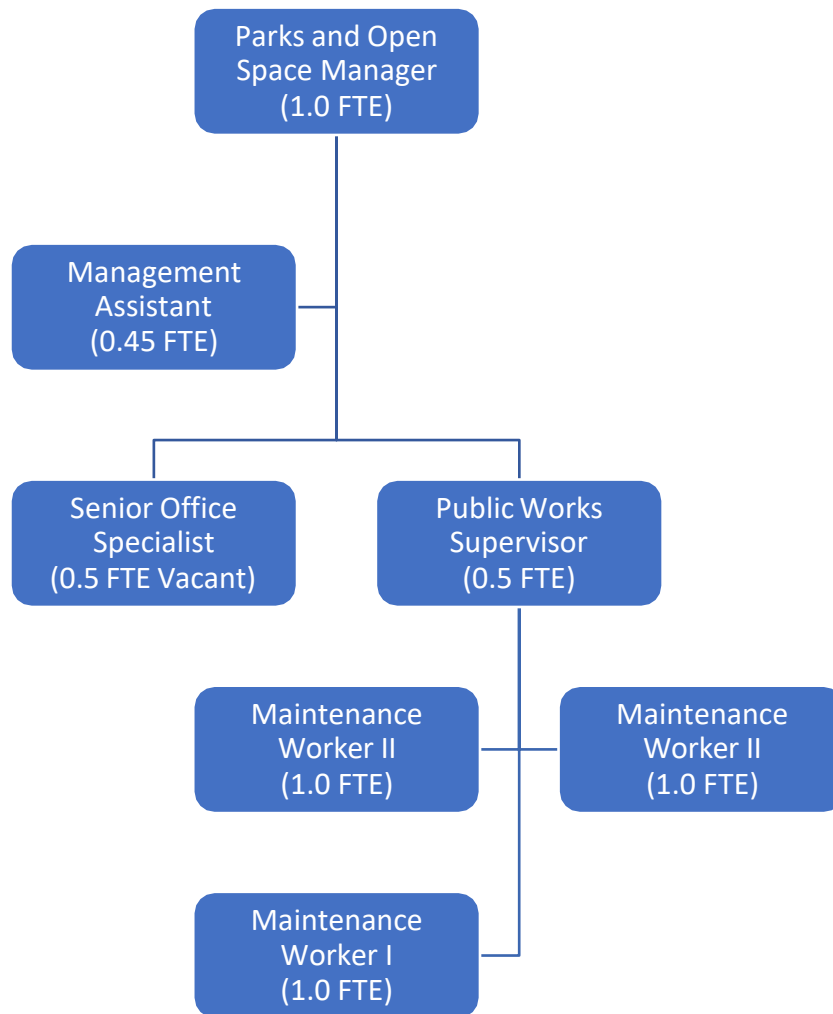 Parks and Open
Space Manager
(1.0 FTE)
Management
Assistant
(0.45 FTE)
Senior Office
Specialist
(0.5 FTE Vacant)
Public Works
Supervisor
(0.5 FTE)
Maintenance
Worker II
(1.0 FTE)
Maintenance
Worker II
(1.0 FTE)
Maintenance
Worker I
(1.0 FTE)